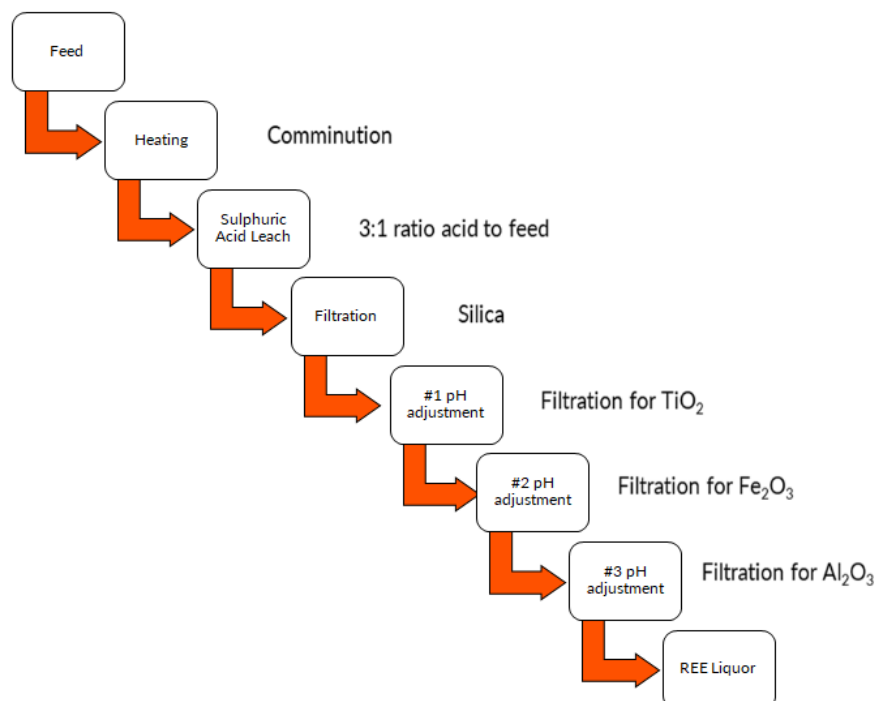 Feed
Heating
Comminution
Sulphuric
Acid Leach
3:1 ratio acid to feed
Filtration
Silica
#1 pH
adjustment
Filtration for TiO₂
#2 pH
adjustment
Filtration for Fe₂O₃
#3 pH
adjustment
Filtration for Al₂O₃
REE Liquor